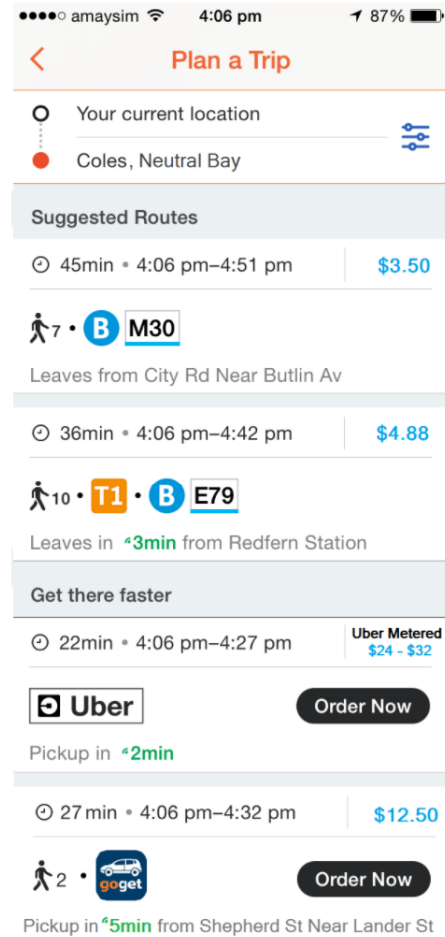 amaysim 4:06 pm 87%
Plan a Trip
Your current location
Coles, Neutral Bay
Suggested Routes
45min • 4:06 pm–4:51 pm $3.50
7 • B M30
Leaves from City Rd Near Butlin Av
36min • 4:06 pm–4:42 pm $4.88
10 • T1 • B E79
Leaves in 3min from Redfern Station
Get there faster
22min • 4:06 pm–4:27 pm Uber Metered
$24 - $32
Uber Order Now
Pickup in 2min
27min • 4:06 pm–4:32 pm $12.50
2 • goget Order Now
Pickup in 5min from Shepherd St Near Lander St